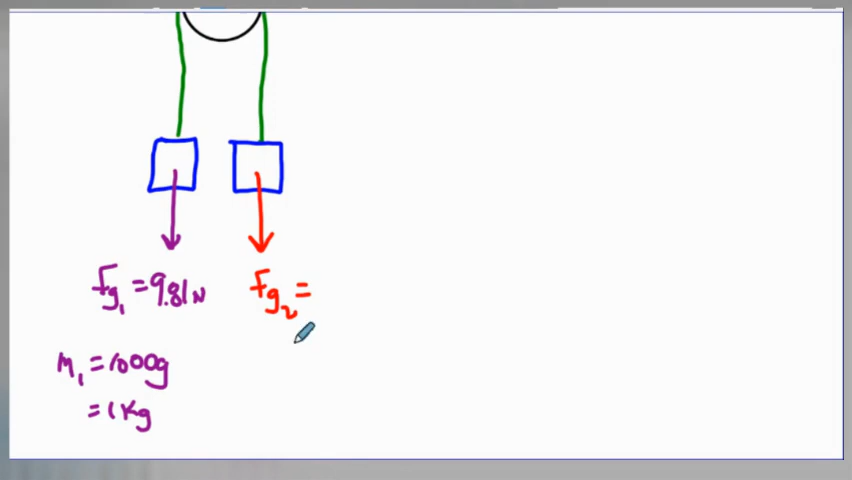 Fg₁ = 9.81N
Fg₂ =
M₁ = 1000g
= 1Kg